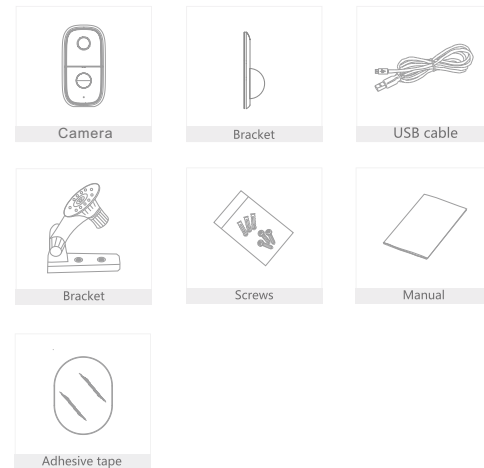 Camera
Bracket
USB cable
Bracket
Screws
Manual
Adhesive tape